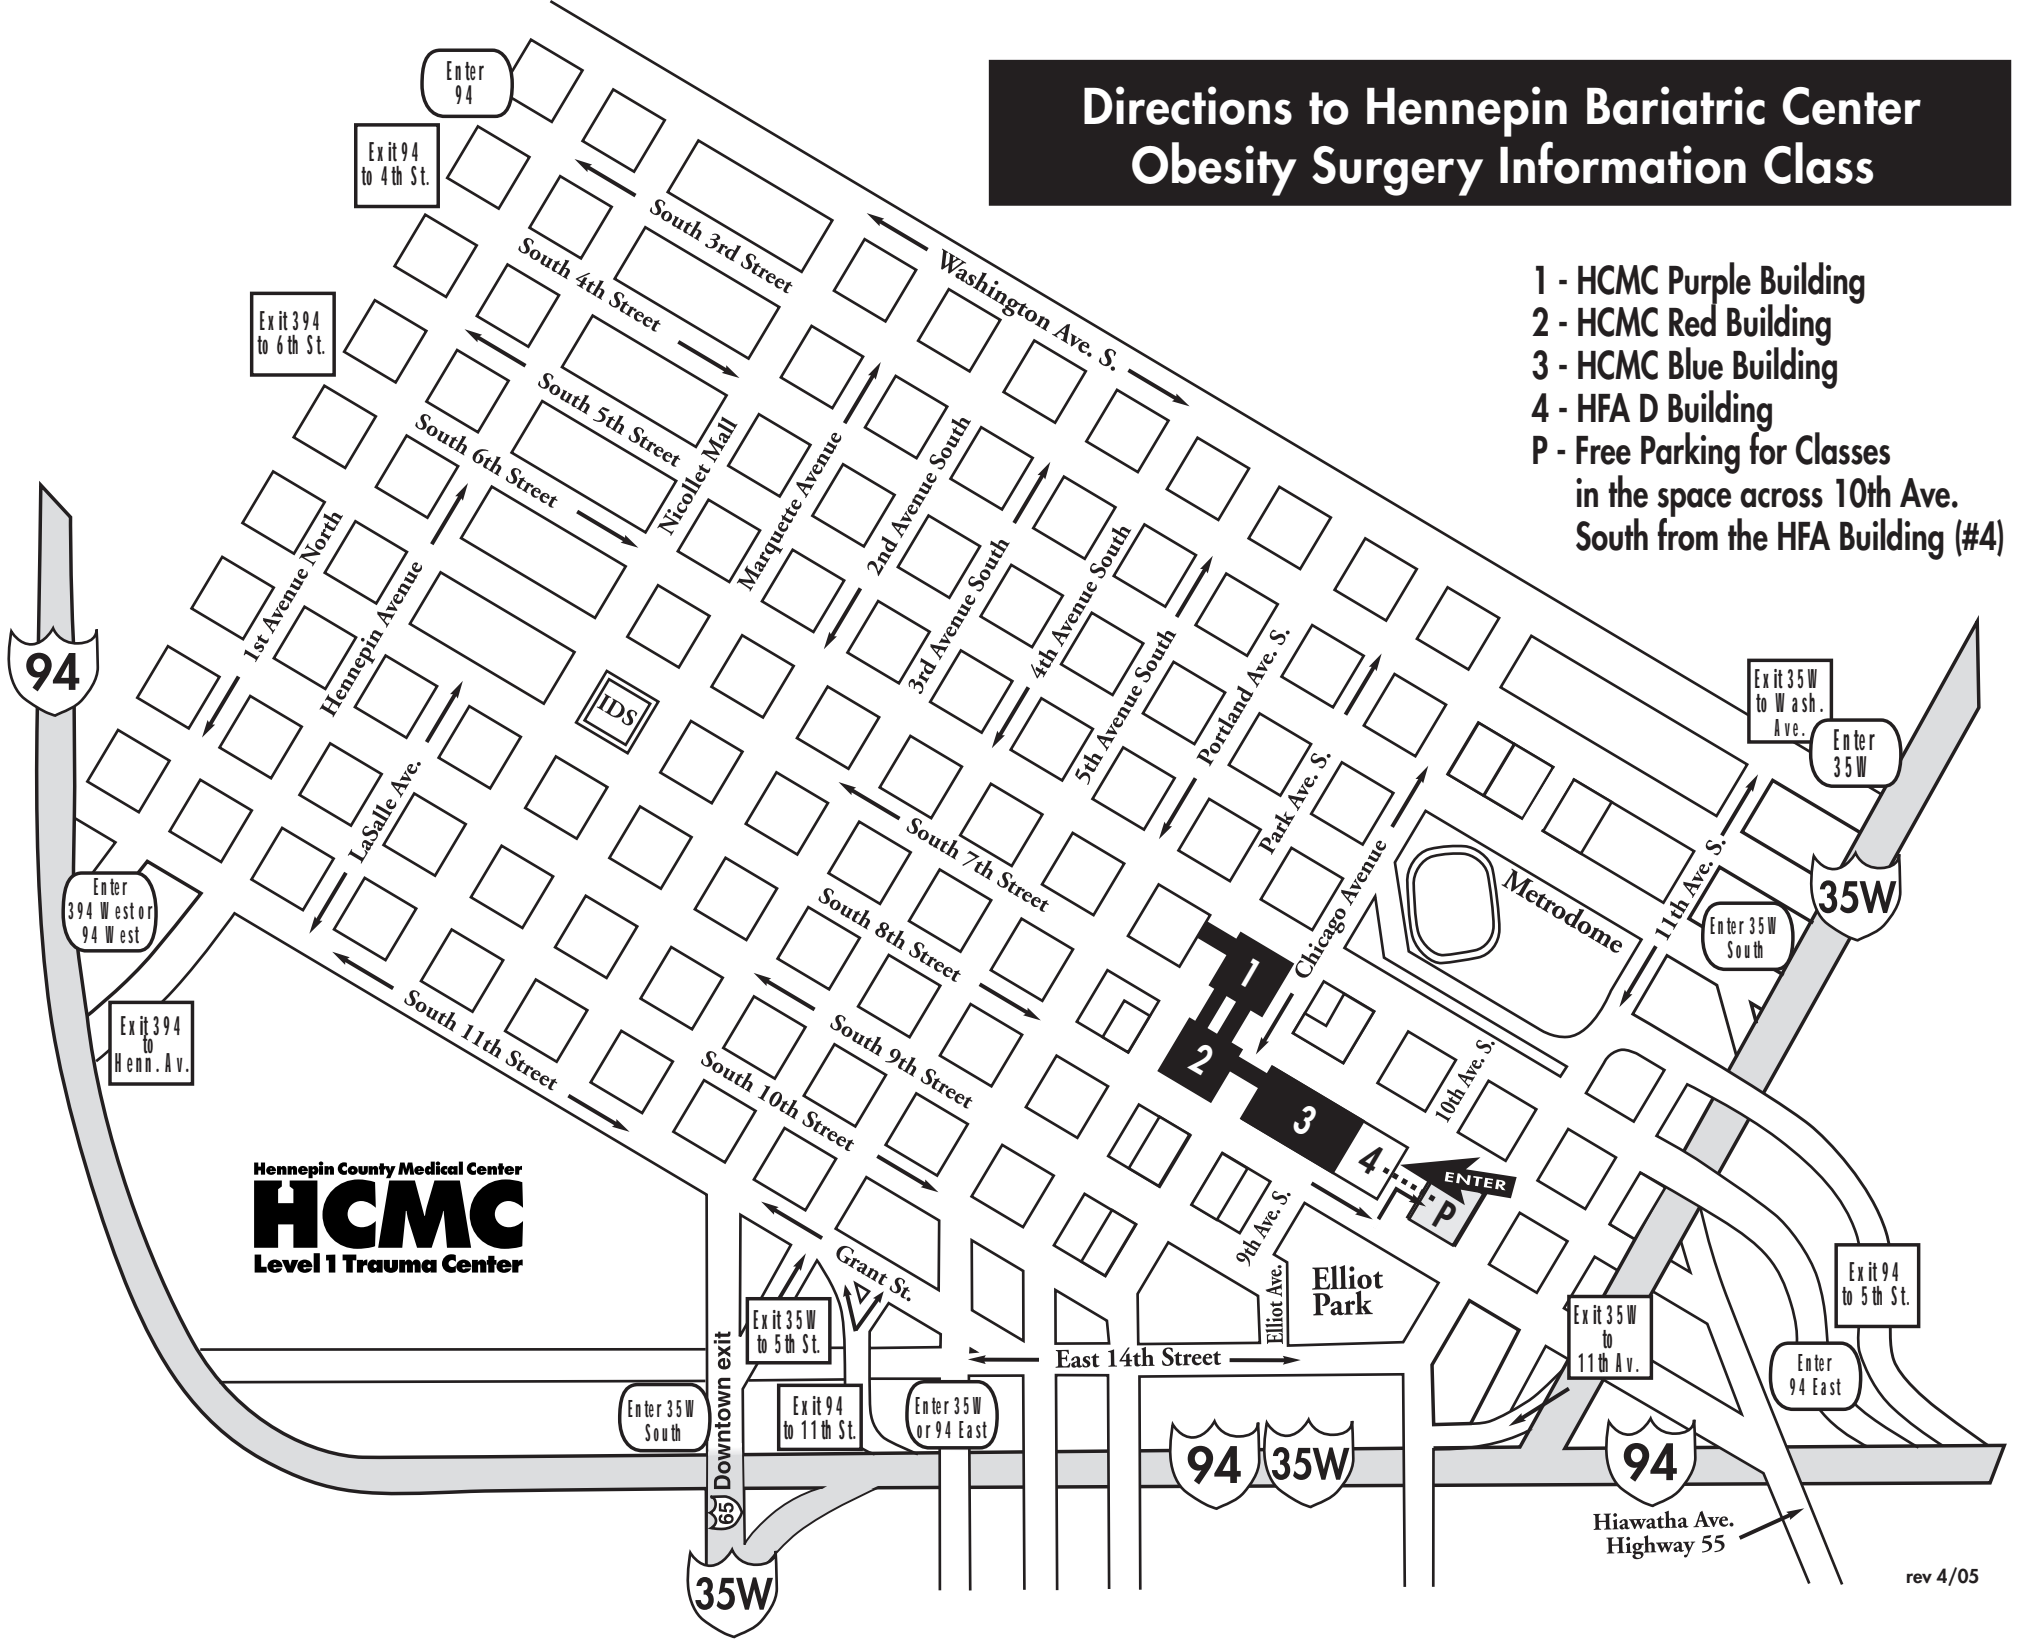 Directions to Hennepin Bariatric Center
Obesity Surgery Information Class
1 - HCMC Purple Building
2 - HCMC Red Building
3 - HCMC Blue Building
4 - HFA D Building
P - Free Parking for Classes
in the space across 10th Ave.
South from the HFA Building (#4)
Enter
94
Exit 94
to 4th St.
Exit 394
to 6th St.
South 3rd Street
Washington Ave. S.
South 4th Street
South 5th Street
South 6th Street
Nicollet Mall
Marquette Avenue
2nd Avenue South
3rd Avenue South
4th Avenue South
5th Avenue South
Portland Ave. S.
Park Ave. S.
Chicago Avenue
1st Avenue North
Hennepin Avenue
LaSalle Ave.
IDS
94
Exit 35W
to Wash.
Ave.
Enter
35W
35W
Metrodome
11th Ave. S.
Enter 35W
South
South 7th Street
South 8th Street
South 9th Street
South 10th Street
South 11th Street
Enter
394 West or
94 West
Exit 394
to
Henn. Av.
1
2
3
4
P
ENTER
10th Ave. S.
9th Ave. S.
Elliot Ave.
Elliot
Park
Hennepin County Medical Center
HCMC
Level 1 Trauma Center
Grant St.
Exit 35W
to 5th St.
Downtown exit
65
Enter 35W
South
Exit 94
to 11th St.
Enter 35W
or 94 East
East 14th Street
Exit 35W
to
11th Av.
Exit 94
to 5th St.
Enter
94 East
94
35W
94
35W
Hiawatha Ave.
Highway 55
rev 4/05